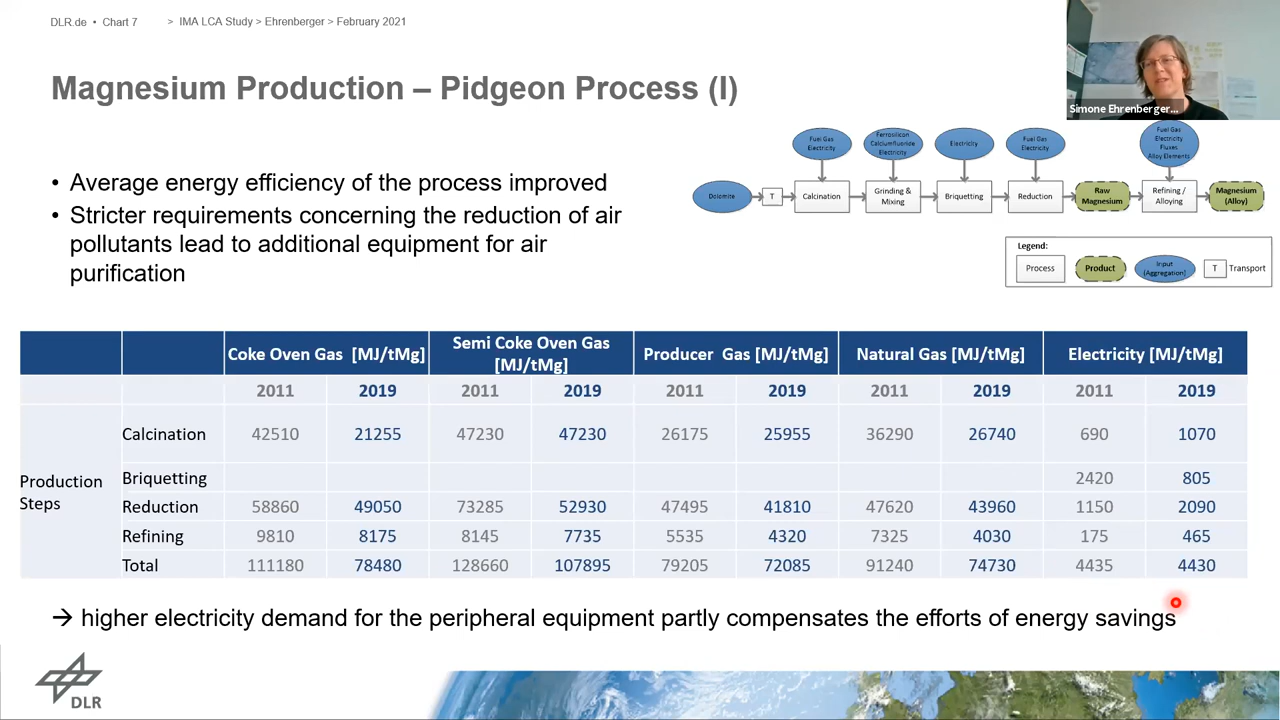 DLR.de • Chart 7 > IMA LCA Study > Ehrenberger > February 2021
Simone Ehrenberger...
Magnesium Production – Pidgeon Process (I)
• Average energy efficiency of the process improved
• Stricter requirements concerning the reduction of air
pollutants lead to additional equipment for air
purification
Fuel Gas
Electricity
Ferrosilicon
Calciumfluoride
Electricity
Electricity
Fuel Gas
Electricity
Fuel Gas
Electricity
Fluxes
Alloy Elements
Dolomite
T
Calcination
Grinding &
Mixing
Briquetting
Reduction
Raw
Magnesium
Refining /
Alloying
Magnesium
(Alloy)
Legend:
Process
Product
Input
(Aggregation)
T
Transport
Coke Oven Gas [MJ/tMg] Semi Coke Oven Gas [MJ/tMg] Producer Gas [MJ/tMg] Natural Gas [MJ/tMg] Electricity [MJ/tMg]
2011 2019 2011 2019 2011 2019 2011 2019 2011 2019
Production
Steps
Calcination 42510 21255 47230 47230 26175 25955 36290 26740 690 1070
Briquetting 2420 805
Reduction 58860 49050 73285 52930 47495 41810 47620 43960 1150 2090
Refining 9810 8175 8145 7735 5535 4320 7325 4030 175 465
Total 111180 78480 128660 107895 79205 72085 91240 74730 4435 4430
→ higher electricity demand for the peripheral equipment partly compensates the efforts of energy savings
DLR